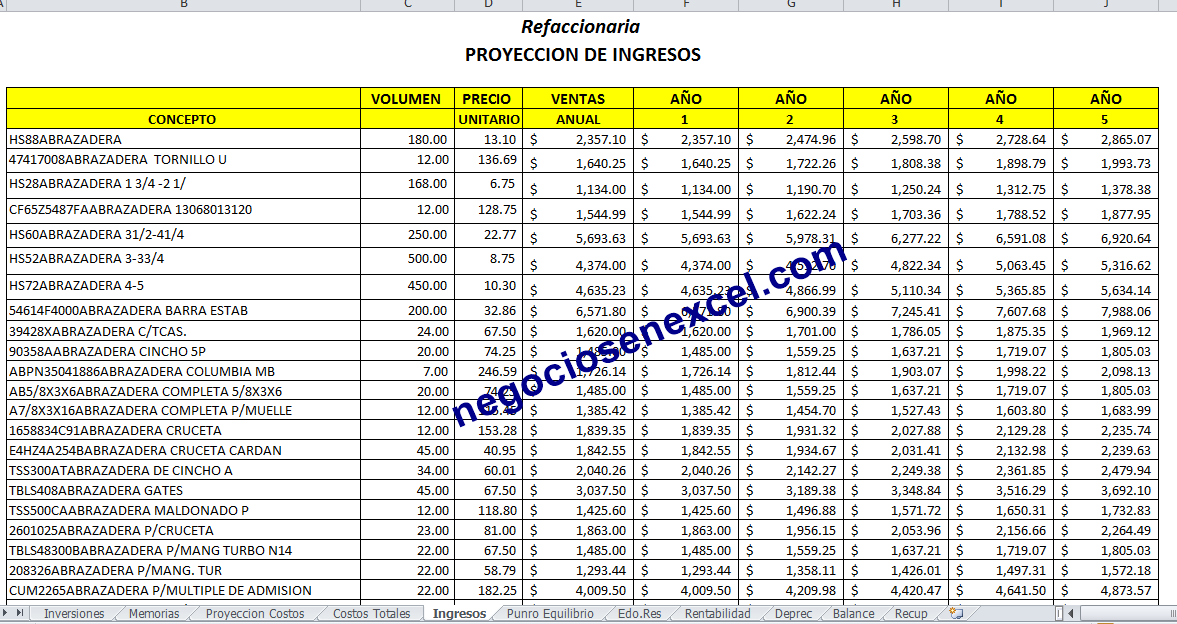 A B C D E F G H I J
Refaccionaria
PROYECCION DE INGRESOS
VOLUMEN PRECIO VENTAS AÑO AÑO AÑO AÑO AÑO
CONCEPTO UNITARIO ANUAL 1 2 3 4 5
HS88ABRAZADERA 180.00 13.10 $ 2,357.10 $ 2,357.10 $ 2,474.96 $ 2,598.70 $ 2,728.64 $ 2,865.07
47417008ABRAZADERA TORNILLO U 12.00 136.69 $ 1,640.25 $ 1,640.25 $ 1,722.26 $ 1,808.38 $ 1,898.79 $ 1,993.73
HS28ABRAZADERA 1 3/4 -2 1/ 168.00 6.75 $ 1,134.00 $ 1,134.00 $ 1,190.70 $ 1,250.24 $ 1,312.75 $ 1,378.38
CF65Z5487FAABRAZADERA 13068013120 12.00 128.75 $ 1,544.99 $ 1,544.99 $ 1,622.24 $ 1,703.36 $ 1,788.52 $ 1,877.95
HS60ABRAZADERA 31/2-41/4 250.00 22.77 $ 5,693.63 $ 5,693.63 $ 5,978.31 $ 6,277.22 $ 6,591.08 $ 6,920.64
HS52ABRAZADERA 3-33/4 500.00 8.75 $ 4,374.00 $ 4,374.00 $ $ 4,822.34 $ 5,063.45 $ 5,316.62
HS72ABRAZADERA 4-5 450.00 10.30 $ 4,635.23 $ 4,635.23 $ 4,866.99 $ 5,110.34 $ 5,365.85 $ 5,634.14
54614F4000ABRAZADERA BARRA ESTAB 200.00 32.86 $ 6,571.80 $ $ 6,900.39 $ 7,245.41 $ 7,607.68 $ 7,988.06
39428XABRAZADERA C/TCAS. 24.00 67.50 $ 1,620.00 $ 1,620.00 $ 1,701.00 $ 1,786.05 $ 1,875.35 $ 1,969.12
90358AABRAZADERA CINCHO 5P 20.00 74.25 $ $ 1,485.00 $ 1,559.25 $ 1,637.21 $ 1,719.07 $ 1,805.03
ABPN35041886ABRAZADERA COLUMBIA MB 7.00 246.59 $ 1,726.14 $ 1,726.14 $ 1,812.44 $ 1,903.07 $ 1,998.22 $ 2,098.13
AB5/8X3X6ABRAZADERA COMPLETA 5/8X3X6 20.00 74.25 $ 1,485.00 $ 1,485.00 $ 1,559.25 $ 1,637.21 $ 1,719.07 $ 1,805.03
A7/8X3X16ABRAZADERA COMPLETA P/MUELLE 12.00 $ 1,385.42 $ 1,385.42 $ 1,454.70 $ 1,527.43 $ 1,603.80 $ 1,683.99
1658834C91ABRAZADERA CRUCETA 12.00 153.28 $ 1,839.35 $ 1,839.35 $ 1,931.32 $ 2,027.88 $ 2,129.28 $ 2,235.74
E4HZ4A254BABRAZADERA CRUCETA CARDAN 45.00 40.95 $ 1,842.55 $ 1,842.55 $ 1,934.67 $ 2,031.41 $ 2,132.98 $ 2,239.63
TSS300ATABRAZADERA DE CINCHO A 34.00 60.01 $ 2,040.26 $ 2,040.26 $ 2,142.27 $ 2,249.38 $ 2,361.85 $ 2,479.94
TBLS408ABRAZADERA GATES 45.00 67.50 $ 3,037.50 $ 3,037.50 $ 3,189.38 $ 3,348.84 $ 3,516.29 $ 3,692.10
TSS500CAABRAZADERA MALDONADO P 12.00 118.80 $ 1,425.60 $ 1,425.60 $ 1,496.88 $ 1,571.72 $ 1,650.31 $ 1,732.83
2601025ABRAZADERA P/CRUCETA 23.00 81.00 $ 1,863.00 $ 1,863.00 $ 1,956.15 $ 2,053.96 $ 2,156.66 $ 2,264.49
TBLS48300BABRAZADERA P/MANG TURBO N14 22.00 67.50 $ 1,485.00 $ 1,485.00 $ 1,559.25 $ 1,637.21 $ 1,719.07 $ 1,805.03
208326ABRAZADERA P/MANG. TUR 22.00 58.79 $ 1,293.44 $ 1,293.44 $ 1,358.11 $ 1,426.01 $ 1,497.31 $ 1,572.18
CUM2265ABRAZADERA P/MULTIPLE DE ADMISION 22.00 182.25 $ 4,009.50 $ 4,009.50 $ 4,209.98 $ 4,420.47 $ 4,641.50 $ 4,873.57
negociosenexcel.com
Inversiones Memorias Proyeccion Costos Costos Totales Ingresos Punro Equilibrio Edo.Res Rentabilidad Deprec Balance Recup